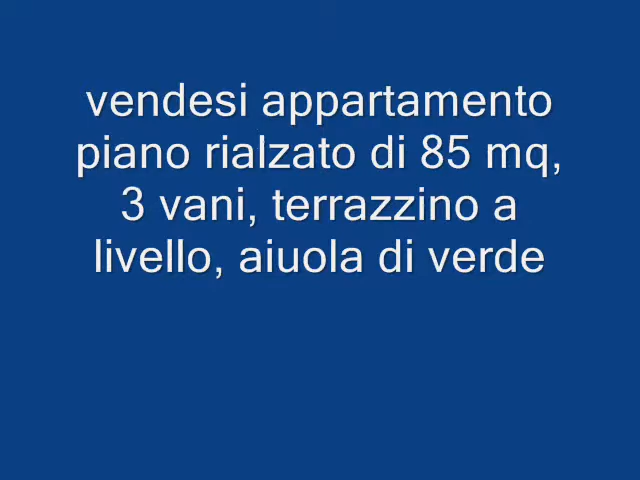 vendesi appartamento
piano rialzato di 85 mq,
3 vani, terrazzino a
livello, aiuola di verde